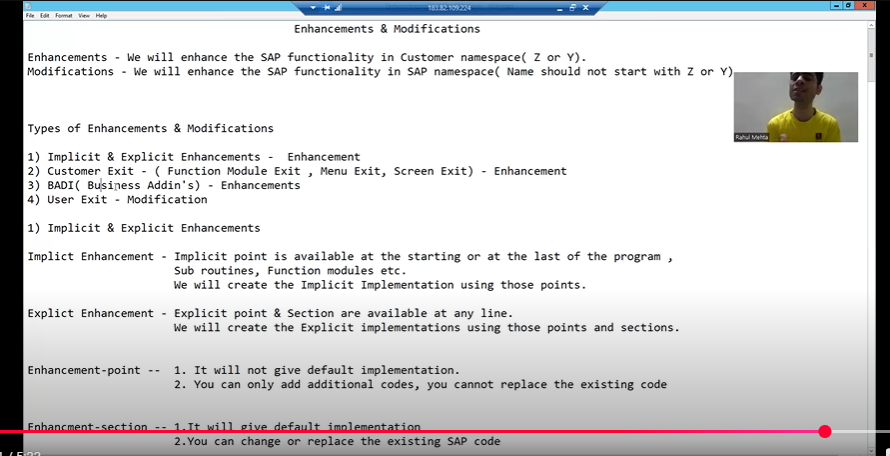 183.82.109.224
File Edit Format View Help
Enhancements & Modifications
Enhancements - We will enhance the SAP functionality in Customer namespace( Z or Y).
Modifications - We will enhance the SAP functionality in SAP namespace( Name should not start with Z or Y)
Rahul Mehta
Types of Enhancements & Modifications
1) Implicit & Explicit Enhancements - Enhancement
2) Customer Exit - ( Function Module Exit , Menu Exit, Screen Exit) - Enhancement
3) BADI( Business Addin's) - Enhancements
4) User Exit - Modification
1) Implicit & Explicit Enhancements
Implict Enhancement - Implicit point is available at the starting or at the last of the program ,
Sub routines, Function modules etc.
We will create the Implicit Implementation using those points.
Explict Enhancement - Explicit point & Section are available at any line.
We will create the Explicit implementations using those points and sections.
Enhancement-point -- 1. It will not give default implementation.
2. You can only add additional codes, you cannot replace the existing code
Enhancment-section -- 1.It will give default implementation
2.You can change or replace the existing SAP code